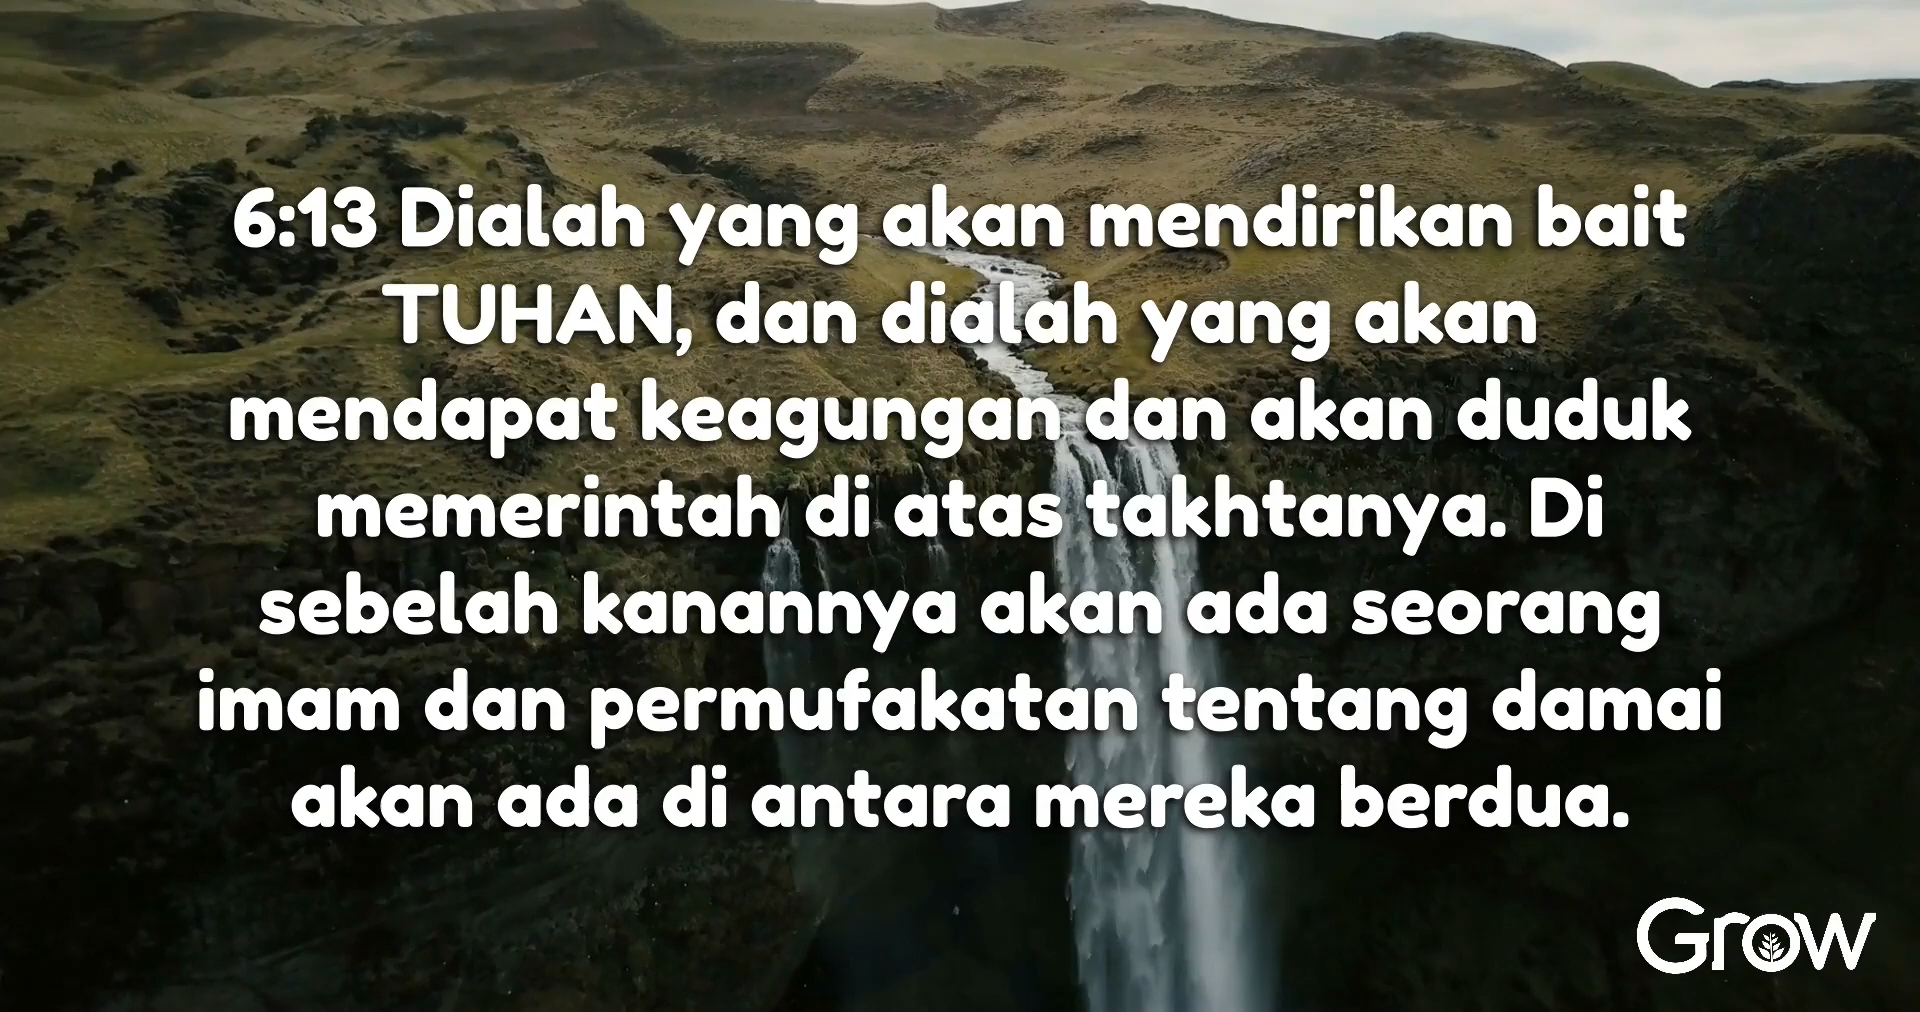 6:13 Dialah yang akan mendirikan bait
TUHAN, dan dialah yang akan
mendapat keagungan dan akan duduk
memerintah di atas takhtanya. Di
sebelah kanannya akan ada seorang
imam dan permufakatan tentang damai
akan ada di antara mereka berdua.
Grow